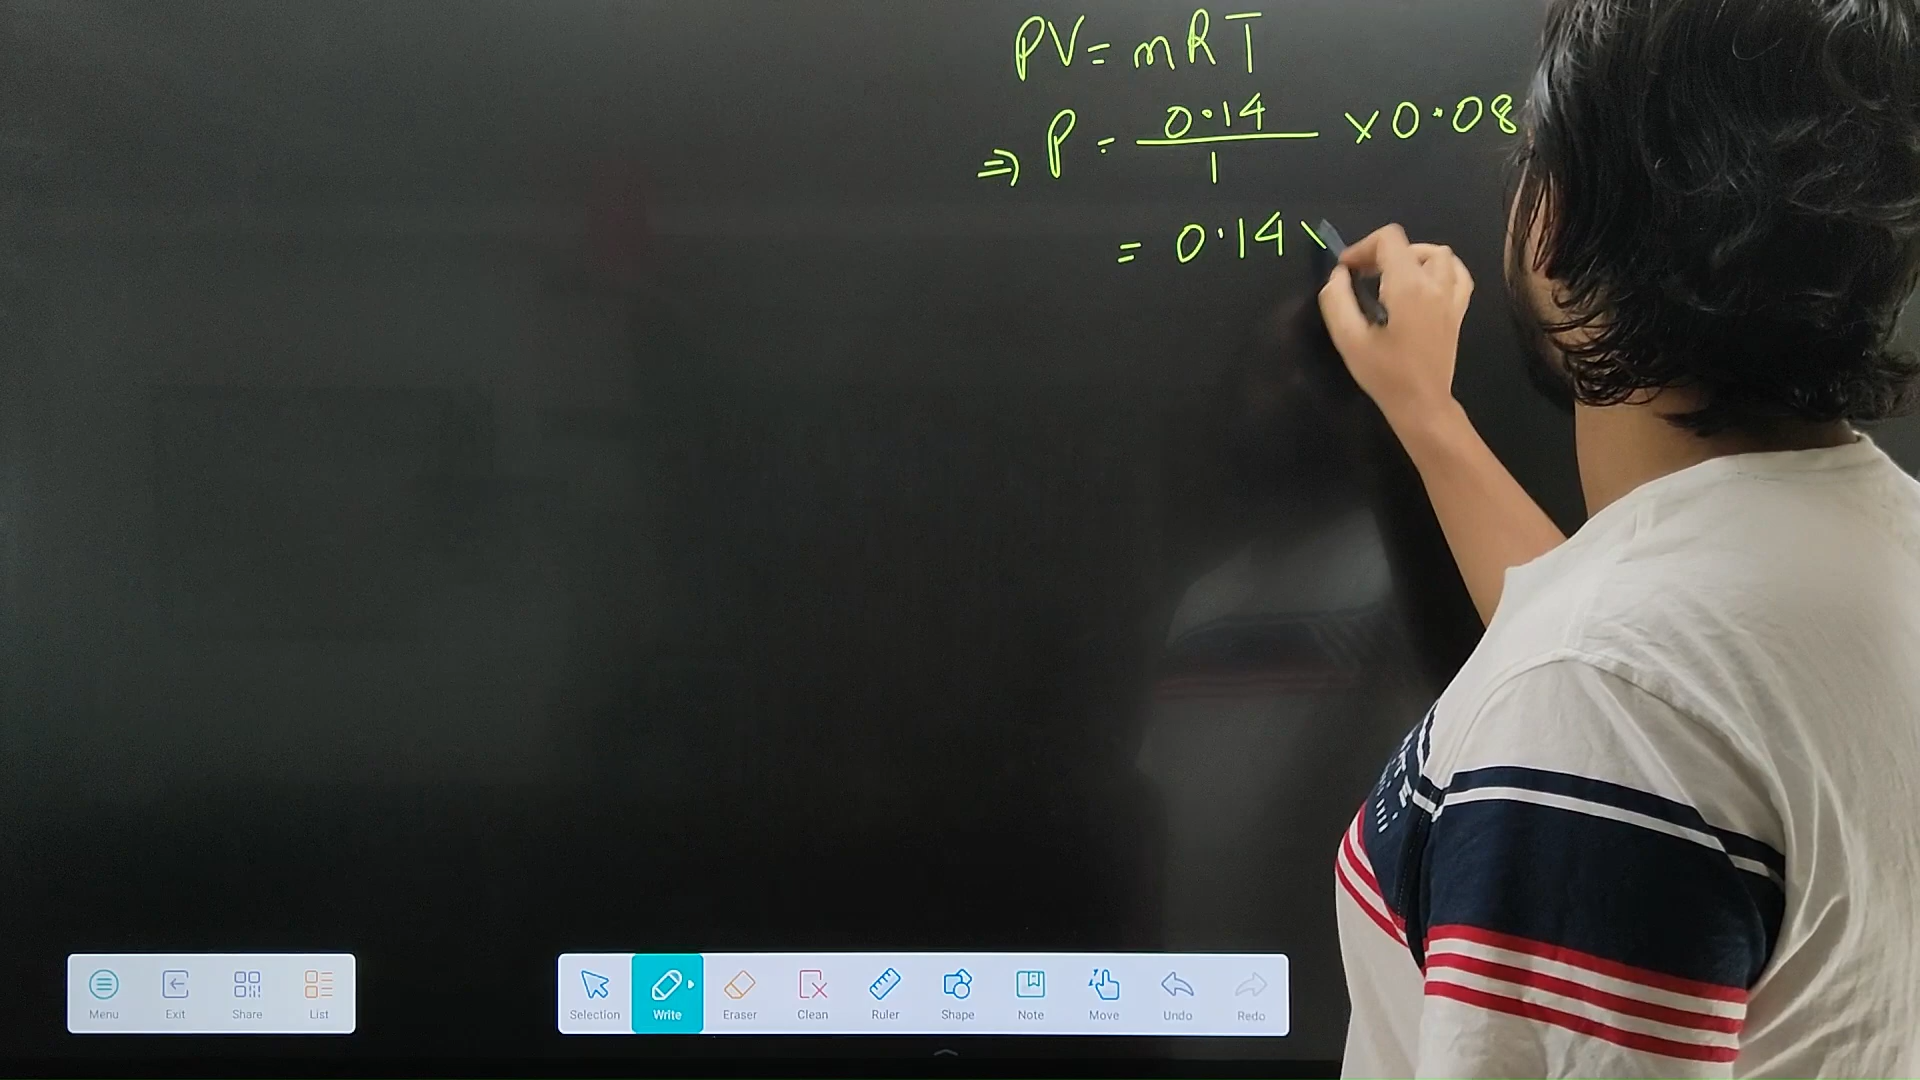 PV = nRT
⇒ P = 0.14/1 × 0.08
= 0.14 ×
Menu
Exit
Share
List
Selection
Write
Eraser
Clean
Ruler
Shape
Note
Move
Undo
Redo